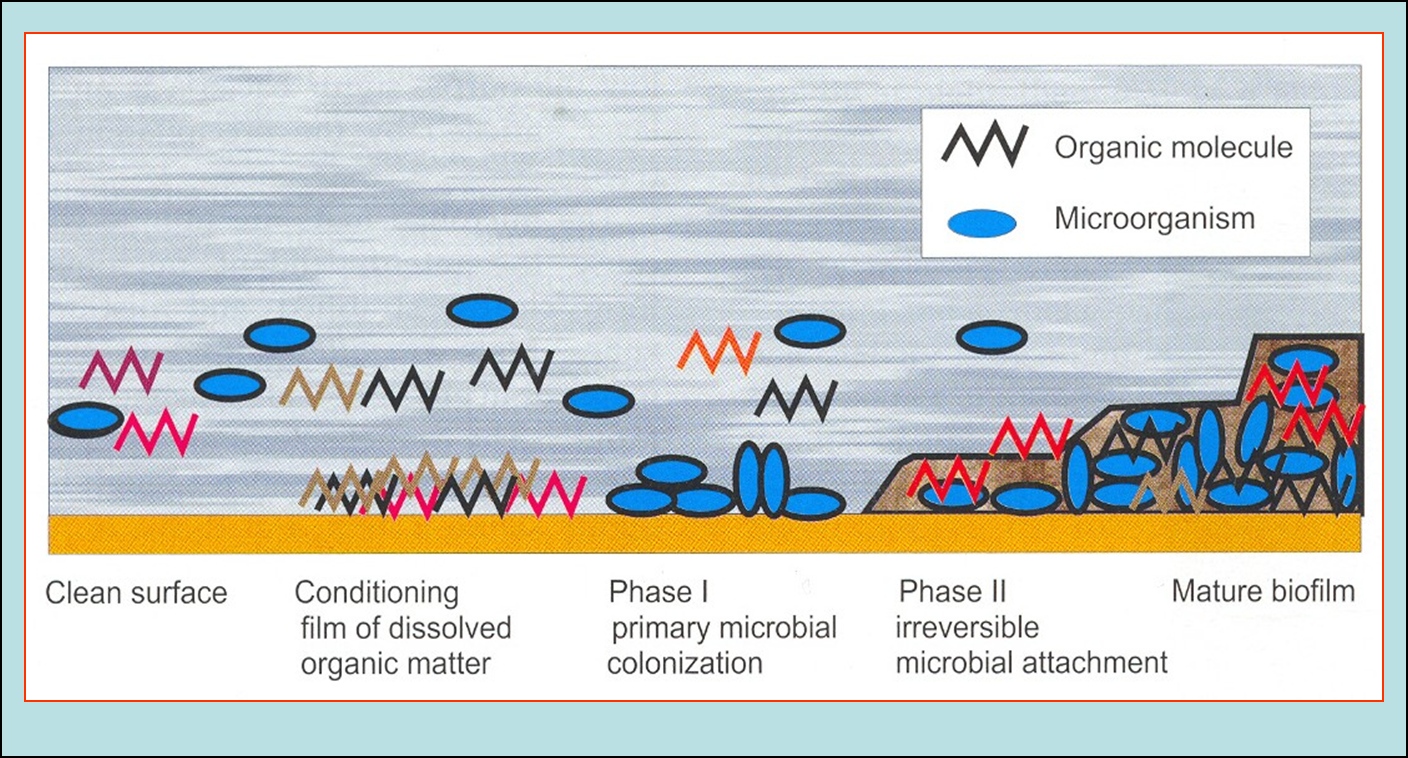 Organic molecule
Microorganism
Clean surface
Conditioning
film of dissolved
organic matter
Phase I
primary microbial
colonization
Phase II
irreversible
microbial attachment
Mature biofilm